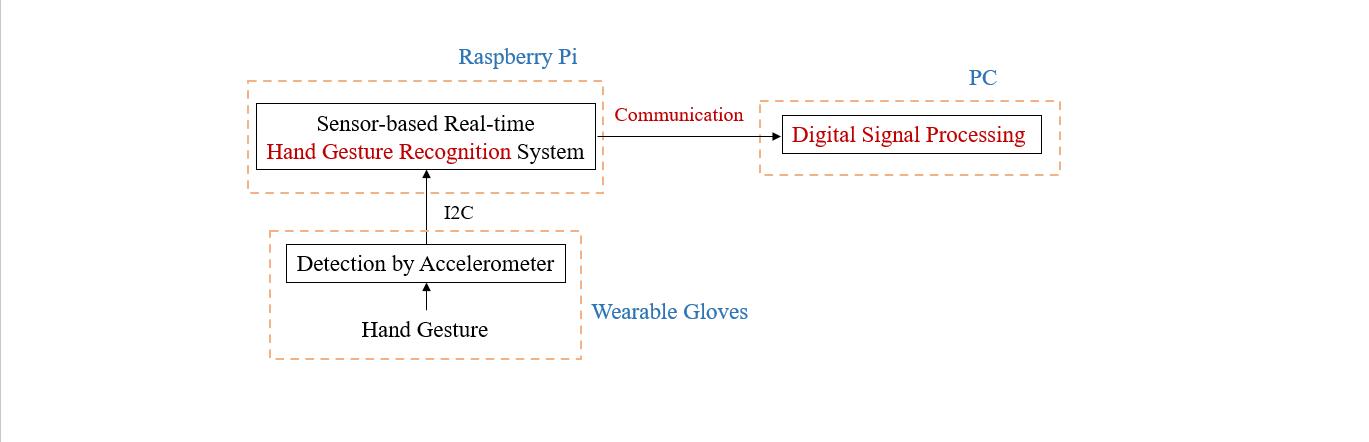 Raspberry Pi
PC
Sensor-based Real-time
Hand Gesture Recognition System
Communication
Digital Signal Processing
I2C
Detection by Accelerometer
Hand Gesture
Wearable Gloves